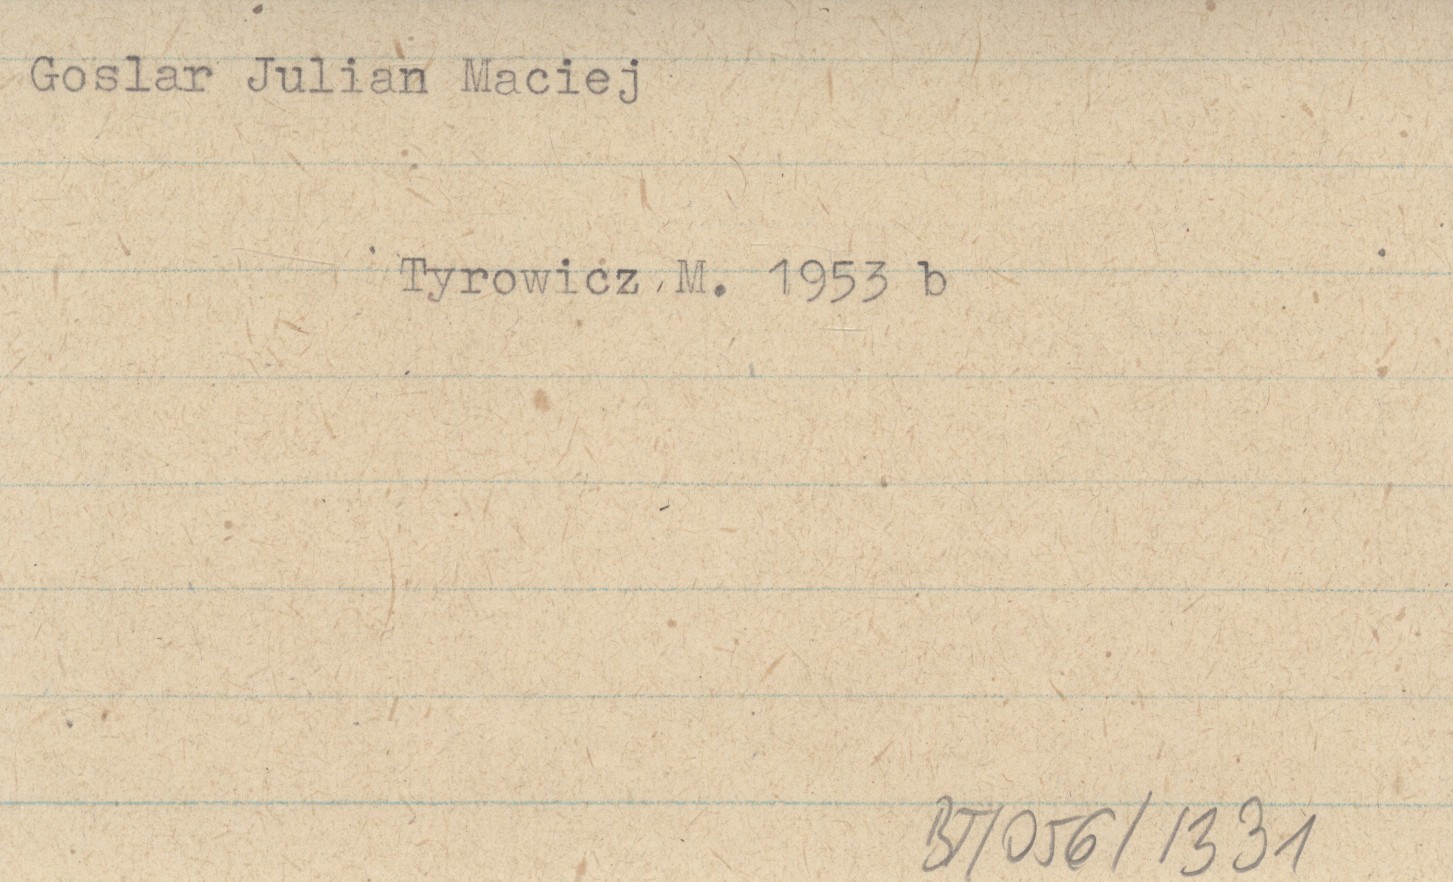 Goslar Julian Maciej
Tyrowicz, M. 1953 b
BT/056/1331